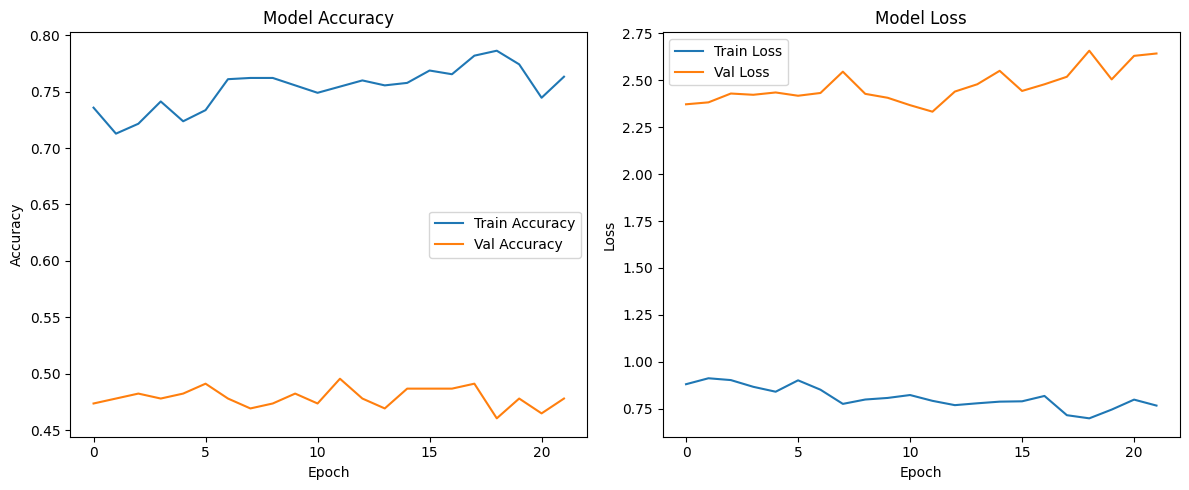 Model Accuracy
0.80
0.75
0.70
0.65
0.60
0.55
0.50
0.45
Accuracy
Train Accuracy
Val Accuracy
0 5 10 15 20
Epoch
Model Loss
2.75
2.50
2.25
2.00
1.75
1.50
1.25
1.00
0.75
Loss
Train Loss
Val Loss
0 5 10 15 20
Epoch